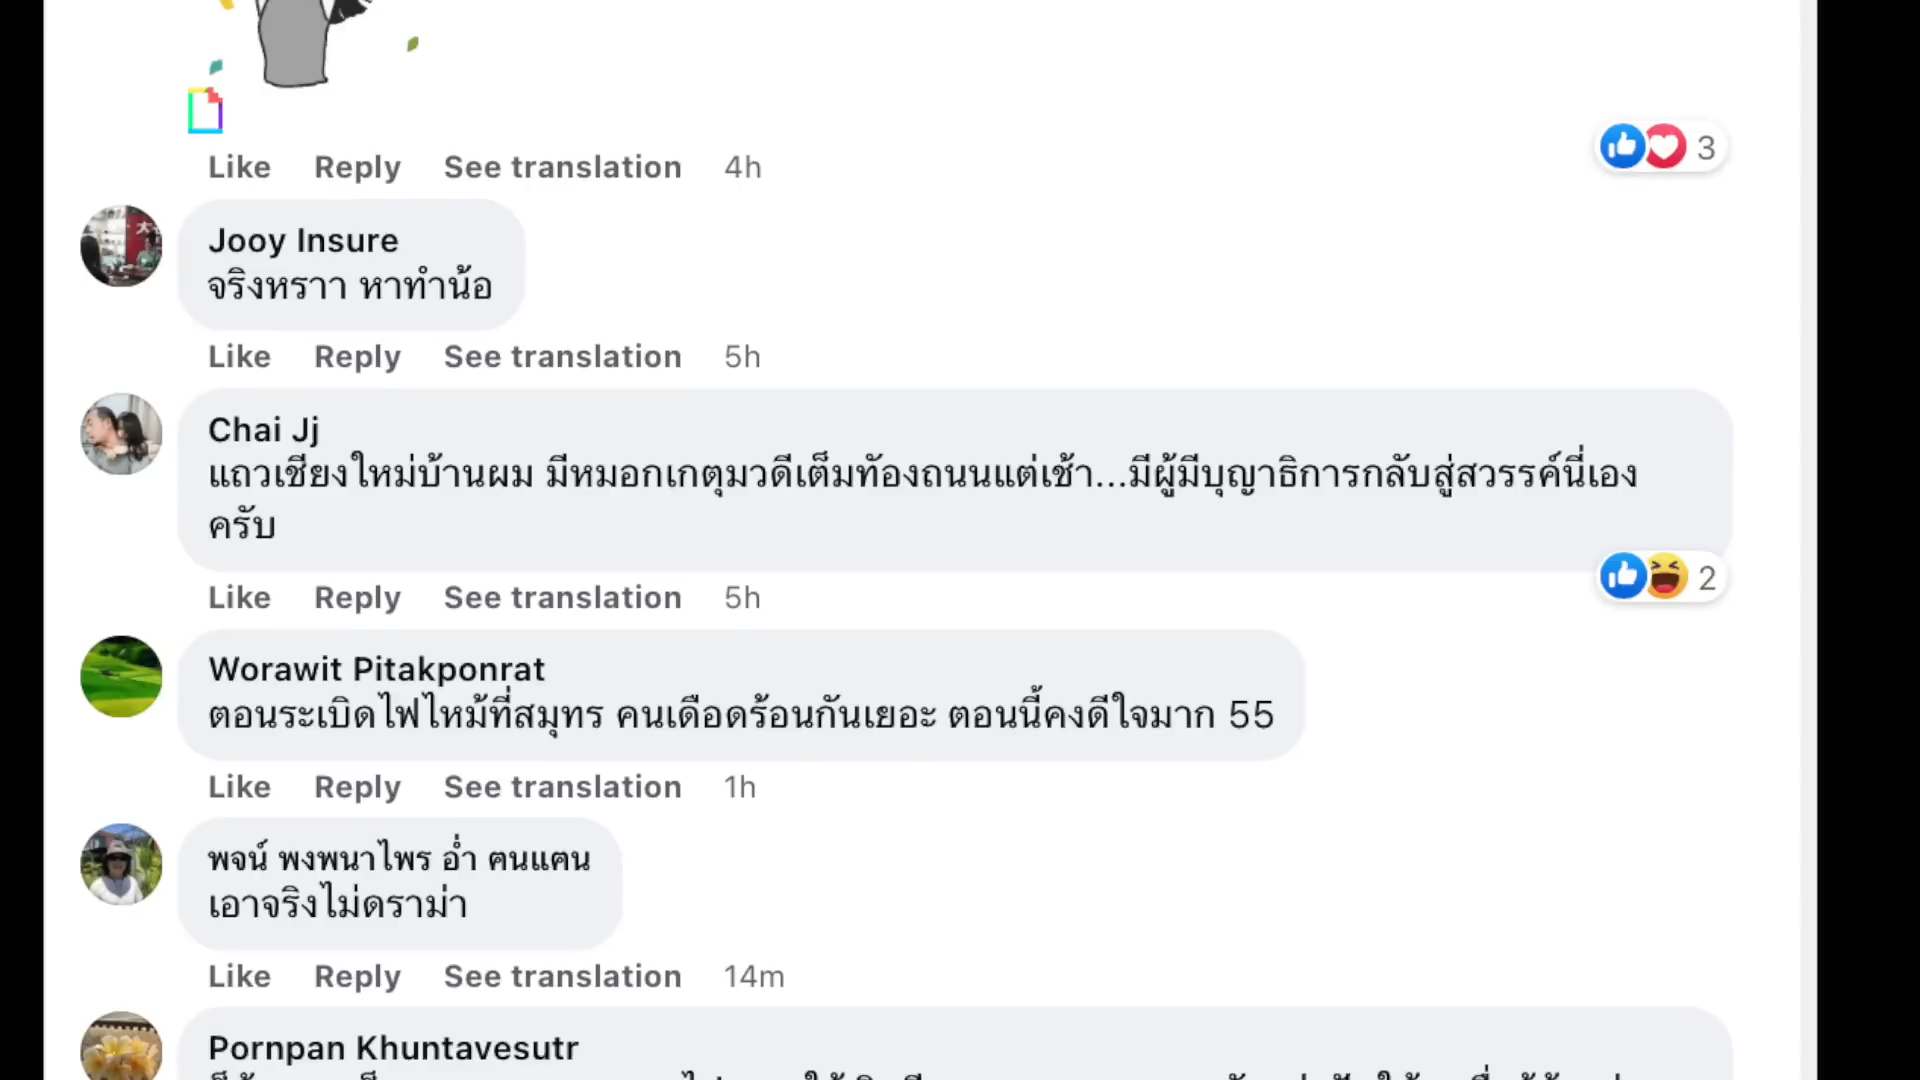 Like Reply See translation 4h
3
Jooy Insure
จริงหราา หาทำน้อ
Like Reply See translation 5h
Chai Jj
แถวเชียงใหม่บ้านผม มีหมอกเกตุมวดีเต็มท้องถนนแต่เช้า...มีผู้มีบุญาธิการกลับสู่สวรรค์นี่เอง
ครับ
2
Like Reply See translation 5h
Worawit Pitakponrat
ตอนระเบิดไฟไหม้ที่สมุทร คนเดือดร้อนกันเยอะ ตอนนี้คงดีใจมาก 55
Like Reply See translation 1h
พจน์ พงพนาไพร อ่ำ ฅนแฅน
เอาจริงไม่ดราม่า
Like Reply See translation 14m
Pornpan Khuntavesutr